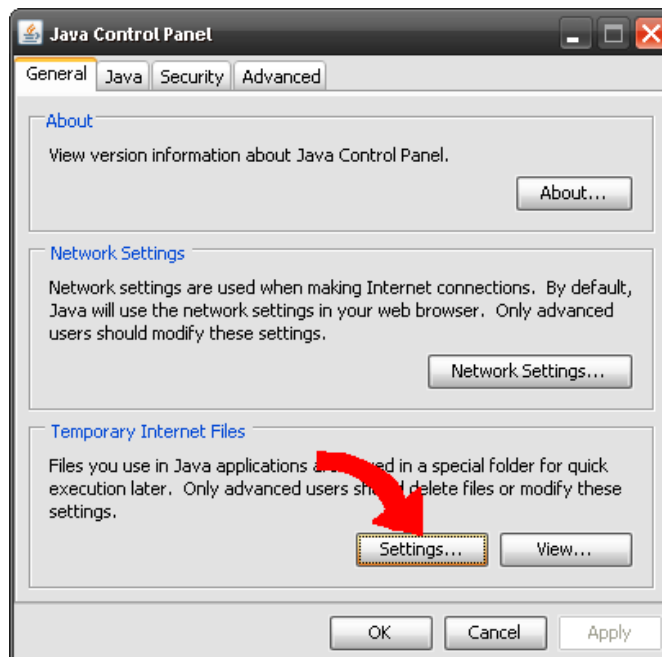 Java Control Panel
General Java Security Advanced
About
View version information about Java Control Panel.
About...
Network Settings
Network settings are used when making Internet connections. By default,
Java will use the network settings in your web browser. Only advanced
users should modify these settings.
Network Settings...
Temporary Internet Files
Files you use in Java applications in a special folder for quick
execution later. Only advanced users delete files or modify these
settings.
Settings... View...
OK Cancel Apply